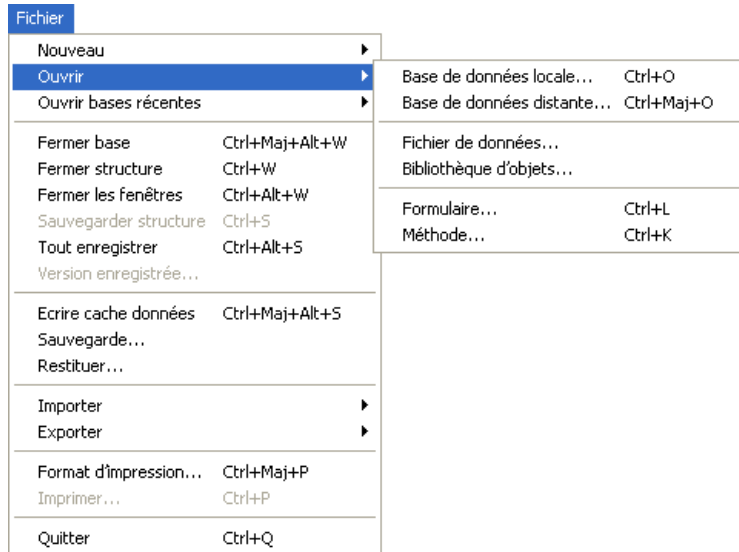 Fichier
Nouveau
Ouvrir
Ouvrir bases récentes
Fermer base Ctrl+Maj+Alt+W
Fermer structure Ctrl+W
Fermer les fenêtres Ctrl+Alt+W
Sauvegarder structure Ctrl+S
Tout enregistrer Ctrl+Alt+S
Version enregistrée...
Ecrire cache données Ctrl+Maj+Alt+S
Sauvegarde...
Restituer...
Importer
Exporter
Format d'impression... Ctrl+Maj+P
Imprimer... Ctrl+P
Quitter Ctrl+Q
Base de données locale... Ctrl+O
Base de données distante... Ctrl+Maj+O
Fichier de données...
Bibliothèque d'objets...
Formulaire... Ctrl+L
Méthode... Ctrl+K